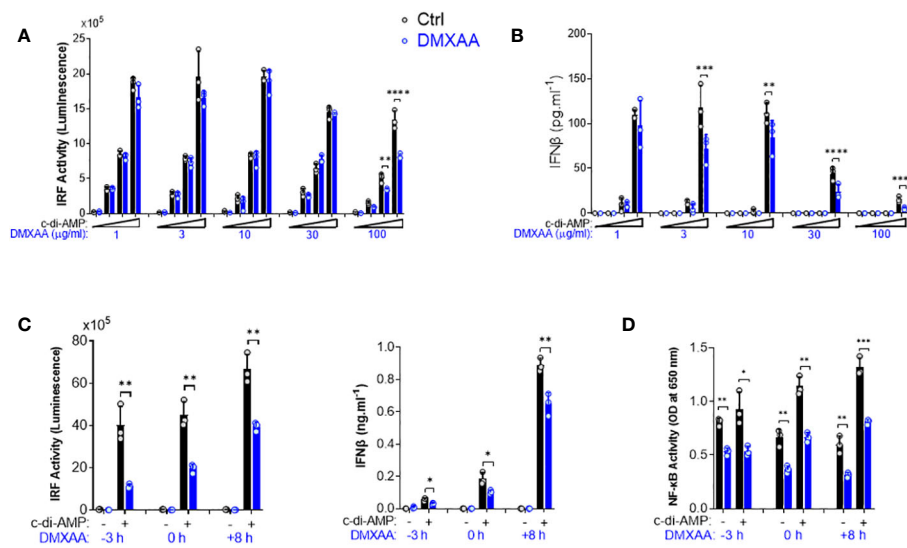 A
×10⁵
IRF Activity (Luminescence)
25
20
15
10
5
0
** ****
c-di-AMP:
DMXAA (μg/ml): 1 3 10 30 100
Ctrl
DMXAA
B
IFNβ (pg.ml⁻¹)
200
150
100
50
0
*** ** **** ***
c-di-AMP:
DMXAA (μg/ml): 1 3 10 30 100
C
×10⁵
IRF Activity (Luminescence)
80
60
40
20
0
** ** **
c-di-AMP: - + - + - +
DMXAA: -3 h 0 h +8 h
IFNβ (ng.ml⁻¹)
1.0
0.8
0.6
0.4
0.2
0
* * **
c-di-AMP: - + - + - +
DMXAA: -3 h 0 h +8 h
D
NF-κB Activity (OD at 650 nm)
1.5
1.0
0.5
0.0
** * ** ** ** ***
c-di-AMP: - + - + - +
DMXAA: -3 h 0 h +8 h